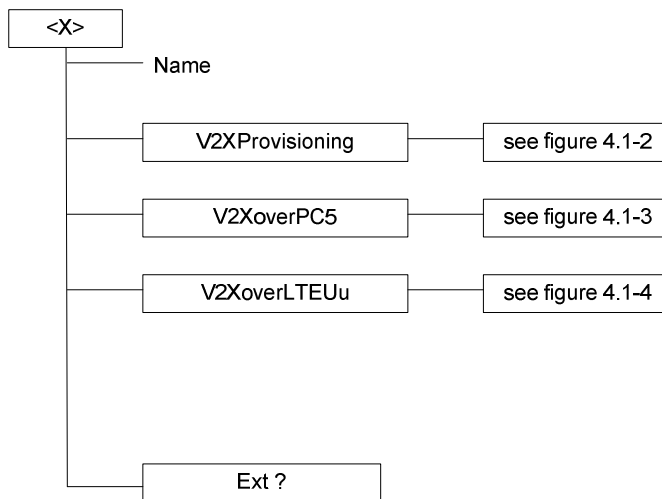 <X>
Name
V2XProvisioning
see figure 4.1-2
V2XoverPC5
see figure 4.1-3
V2XoverLTEUu
see figure 4.1-4
Ext ?